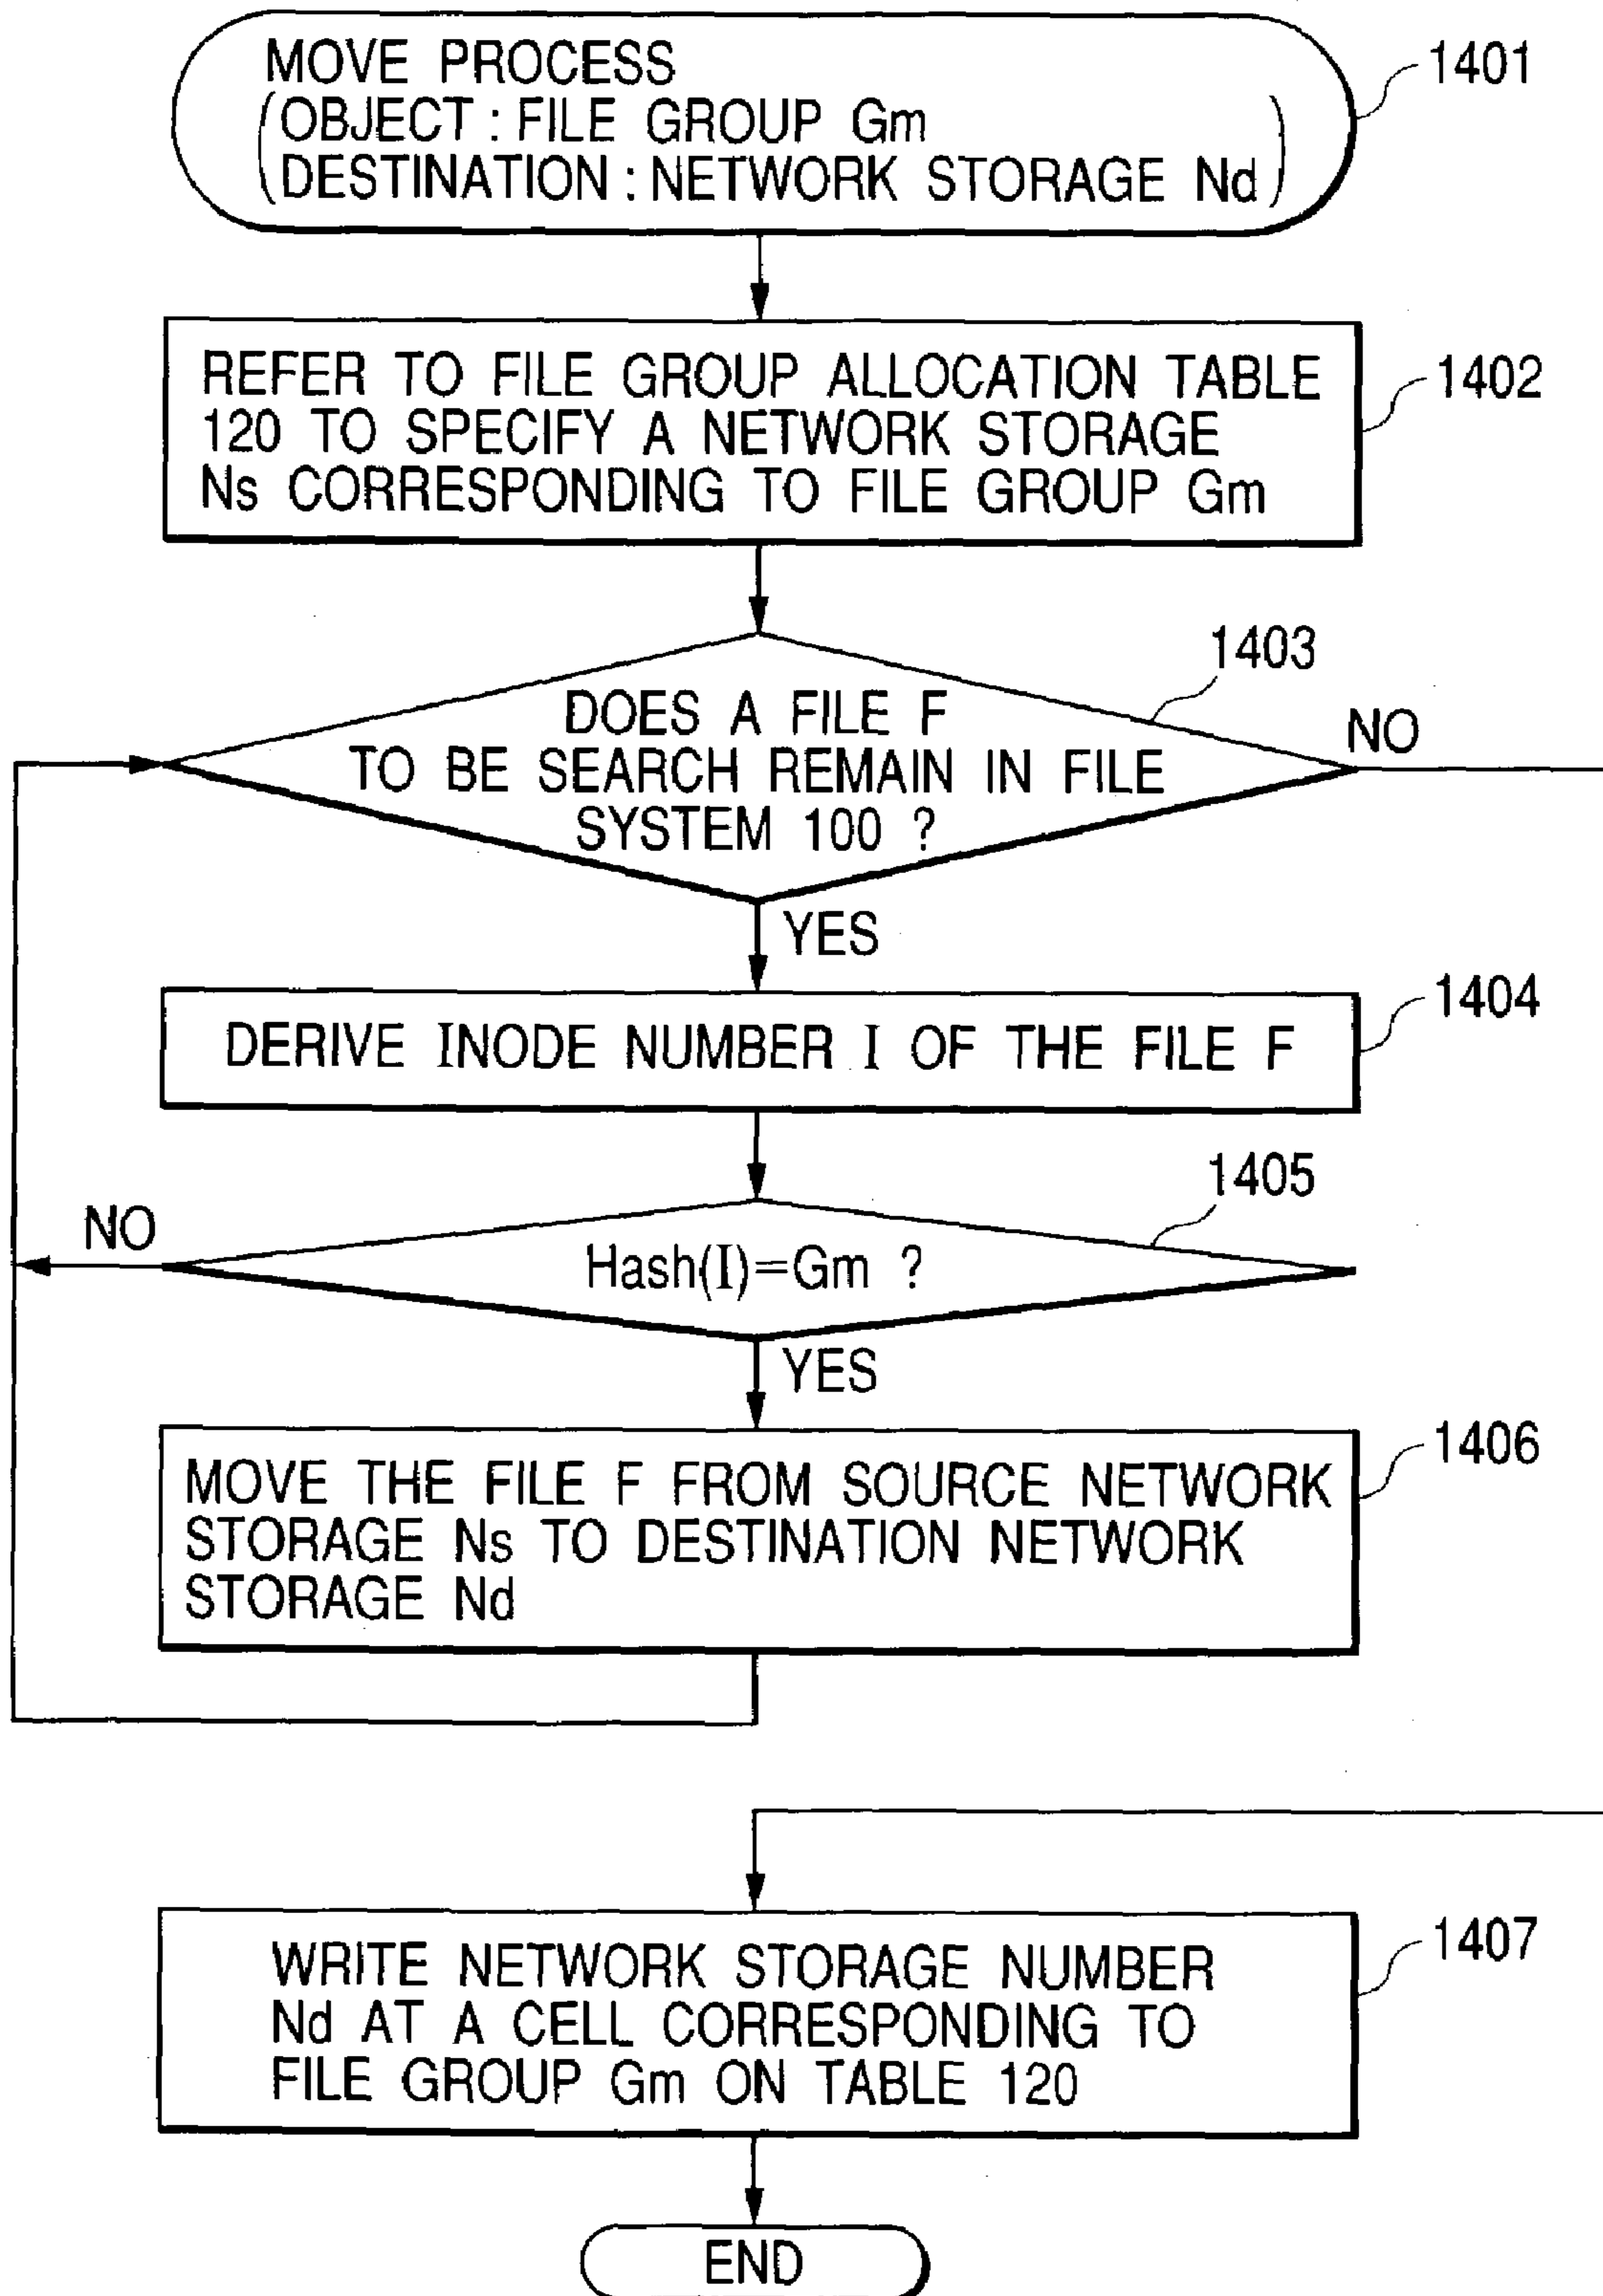 MOVE PROCESS
(OBJECT : FILE GROUP Gm
DESTINATION : NETWORK STORAGE Nd)
1401
REFER TO FILE GROUP ALLOCATION TABLE
120 TO SPECIFY A NETWORK STORAGE
Ns CORRESPONDING TO FILE GROUP Gm
1402
1403
DOES A FILE F
TO BE SEARCH REMAIN IN FILE
SYSTEM 100 ?
NO
YES
1404
DERIVE INODE NUMBER I OF THE FILE F
1405
NO
Hash(I)=Gm ?
YES
1406
MOVE THE FILE F FROM SOURCE NETWORK
STORAGE Ns TO DESTINATION NETWORK
STORAGE Nd
1407
WRITE NETWORK STORAGE NUMBER
Nd AT A CELL CORRESPONDING TO
FILE GROUP Gm ON TABLE 120
END